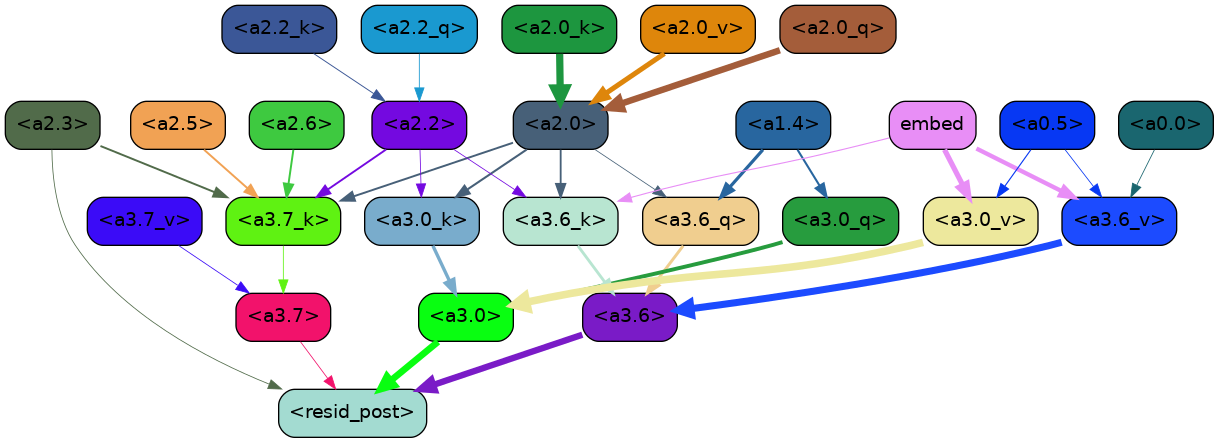 <a2.2_k>
<a2.2_q>
<a2.0_k>
<a2.0_v>
<a2.0_q>
<a2.3>
<a2.5>
<a2.6>
<a2.2>
<a2.0>
<a1.4>
embed
<a0.5>
<a0.0>
<a3.7_v>
<a3.7_k>
<a3.0_k>
<a3.6_k>
<a3.6_q>
<a3.0_q>
<a3.0_v>
<a3.6_v>
<a3.7>
<a3.0>
<a3.6>
<resid_post>